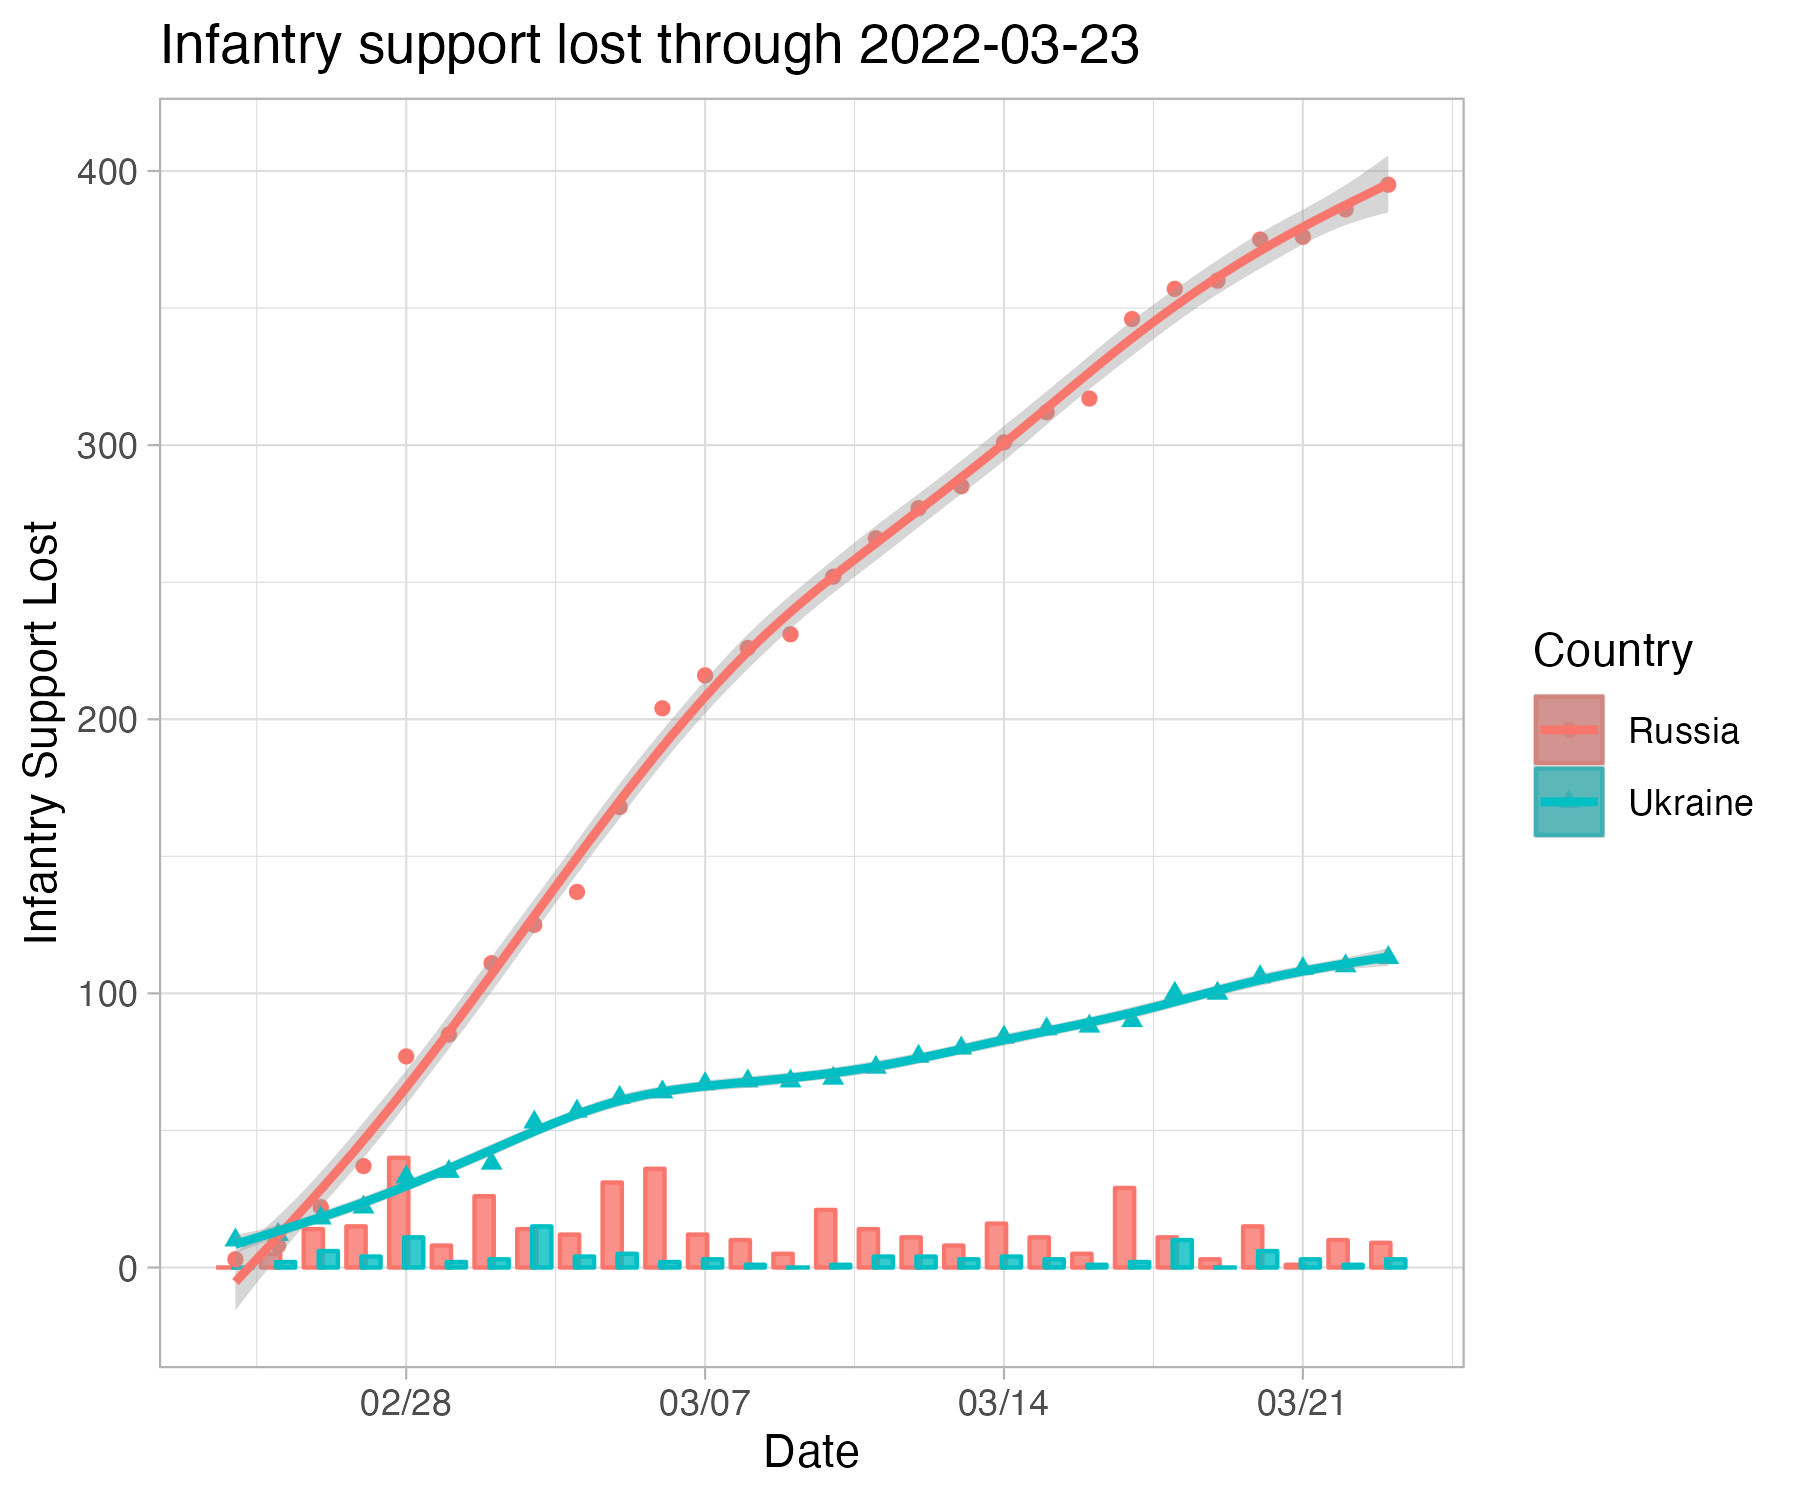 Infantry support lost through 2022-03-23
Infantry Support Lost
400
300
200
100
0
02/28
03/07
03/14
03/21
Date
Country
Russia
Ukraine